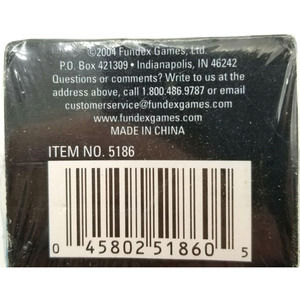 ©2004 Fundex Games, Ltd.
P.O. Box 421309 • Indianapolis, IN 46242
Questions or comments? Write to us at the
address above, call 1.800.486.9787 or email
customerservice@fundexgames.com
www.fundexgames.com
MADE IN CHINA
ITEM NO. 5186
0 45802 51860 5